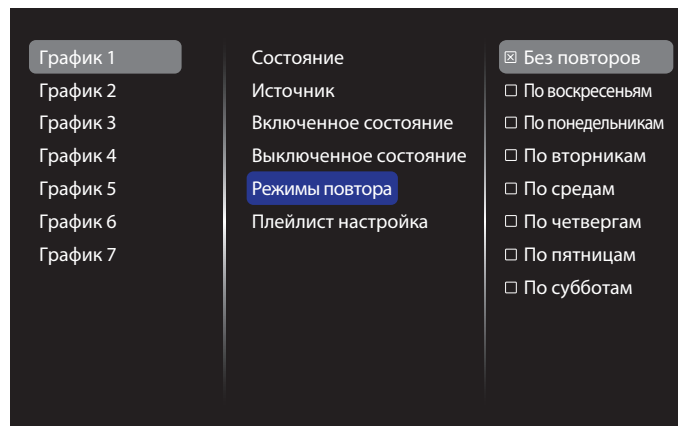 График 1
График 2
График 3
График 4
График 5
График 6
График 7
Состояние
Источник
Включенное состояние
Выключенное состояние
Режимы повтора
Плейлист настройка
Без повторов
По воскресеньям
По понедельникам
По вторникам
По средам
По четвергам
По пятницам
По субботам